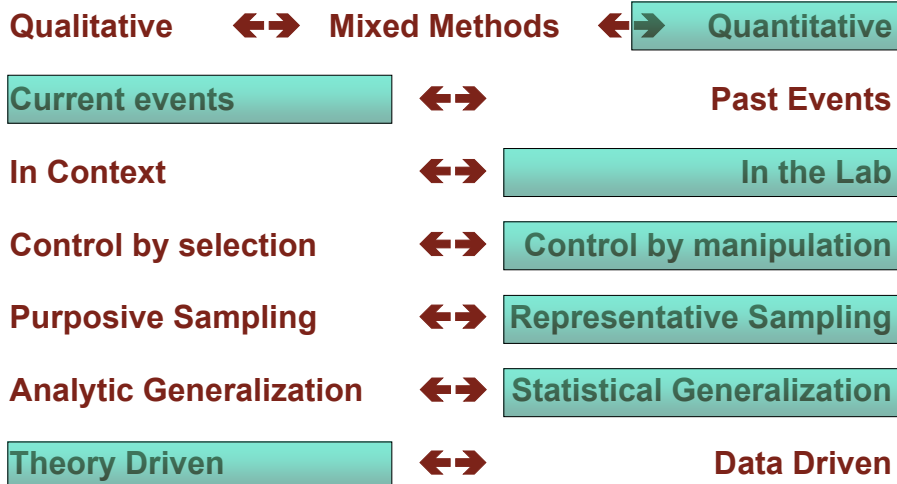 Qualitative Mixed Methods Quantitative
Current events Past Events
In Context In the Lab
Control by selection Control by manipulation
Purposive Sampling Representative Sampling
Analytic Generalization Statistical Generalization
Theory Driven Data Driven